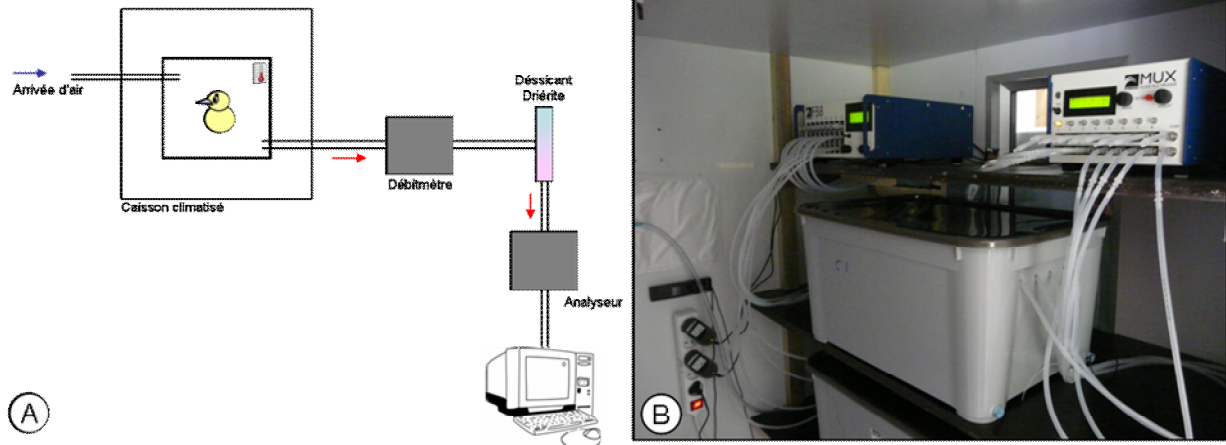 Arrivée d'air
Caisson climatisé
Débitmètre
Déssicant
Driérite
Analyseur
A
MUX
C1
B